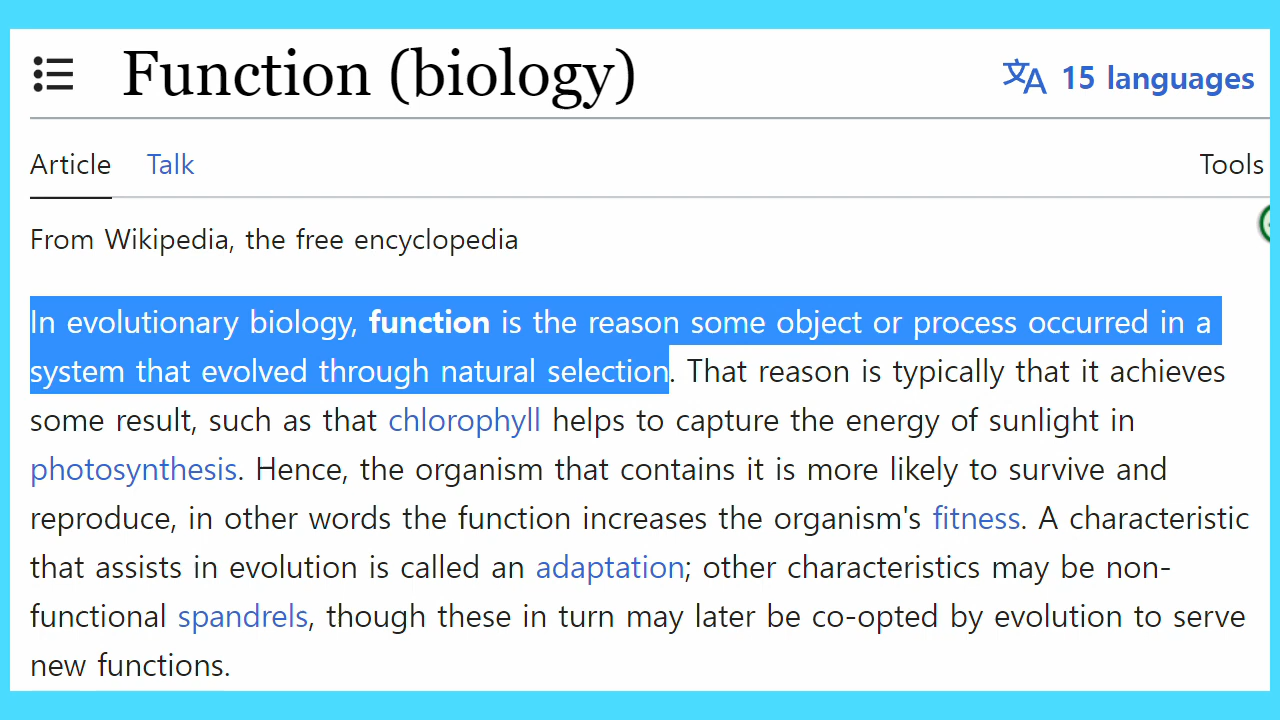 Function (biology)
文A 15 languages
Article Talk
Tools
From Wikipedia, the free encyclopedia
In evolutionary biology, function is the reason some object or process occurred in a
system that evolved through natural selection. That reason is typically that it achieves
some result, such as that chlorophyll helps to capture the energy of sunlight in
photosynthesis. Hence, the organism that contains it is more likely to survive and
reproduce, in other words the function increases the organism's fitness. A characteristic
that assists in evolution is called an adaptation; other characteristics may be non-
functional spandrels, though these in turn may later be co-opted by evolution to serve
new functions.